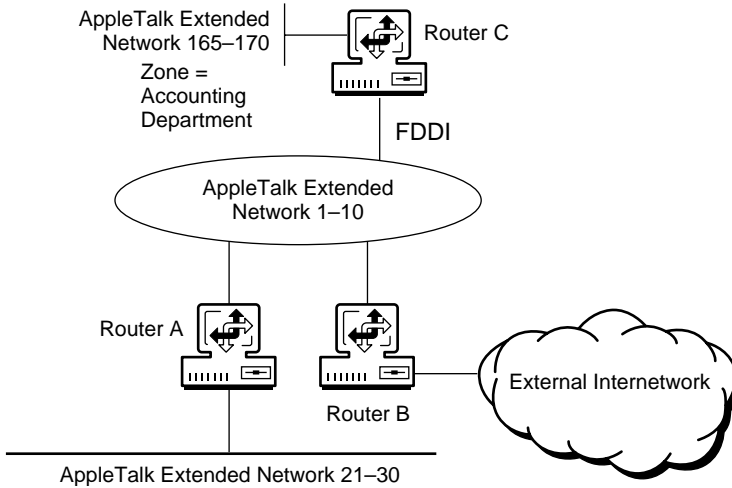 AppleTalk Extended
Network 165–170
Zone =
Accounting
Department
Router C
FDDI
AppleTalk Extended
Network 1–10
Router A
Router B
External Internetwork
AppleTalk Extended Network 21–30